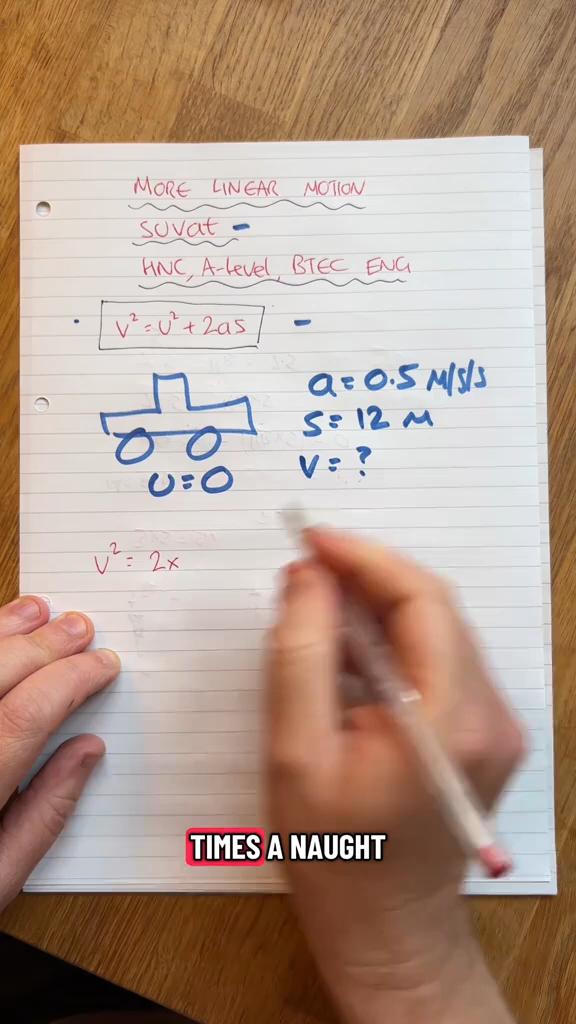 MORE LINEAR MOTION
SUVat -
HNC, A-Level, BTEC ENG
· V² = U² + 2as -
a = 0.5 M/s/s
S = 12 M
V = ?
U = 0
V² = 2x
TIMES A NAUGHT